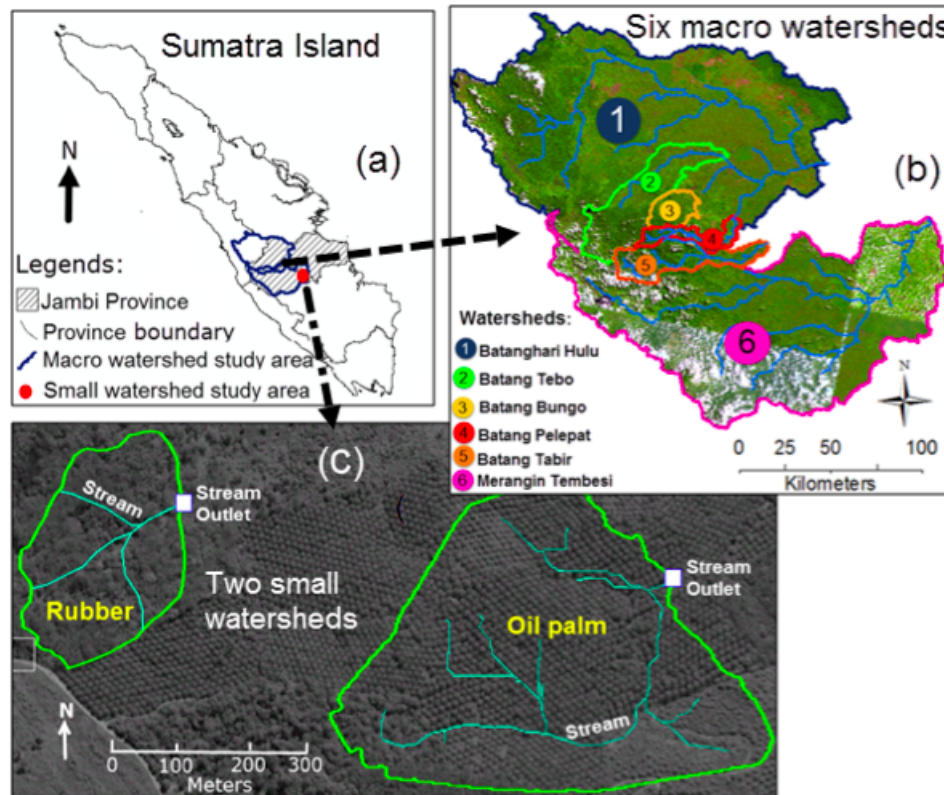 Sumatra Island
N
(a)
Legends:
Jambi Province
Province boundary
Macro watershed study area
Small watershed study area
Six macro watersheds
1
2
3
4
5
6
(b)
Watersheds:
1 Batanghari Hulu
2 Batang Tebo
3 Batang Bungo
4 Batang Pelepat
5 Batang Tabir
6 Merangin Tembesi
N
0 25 50 100
Kilometers
(c)
Stream
Stream
Outlet
Rubber
Two small
watersheds
Oil palm
Stream
Outlet
Stream
N
0 100 200 300
Meters